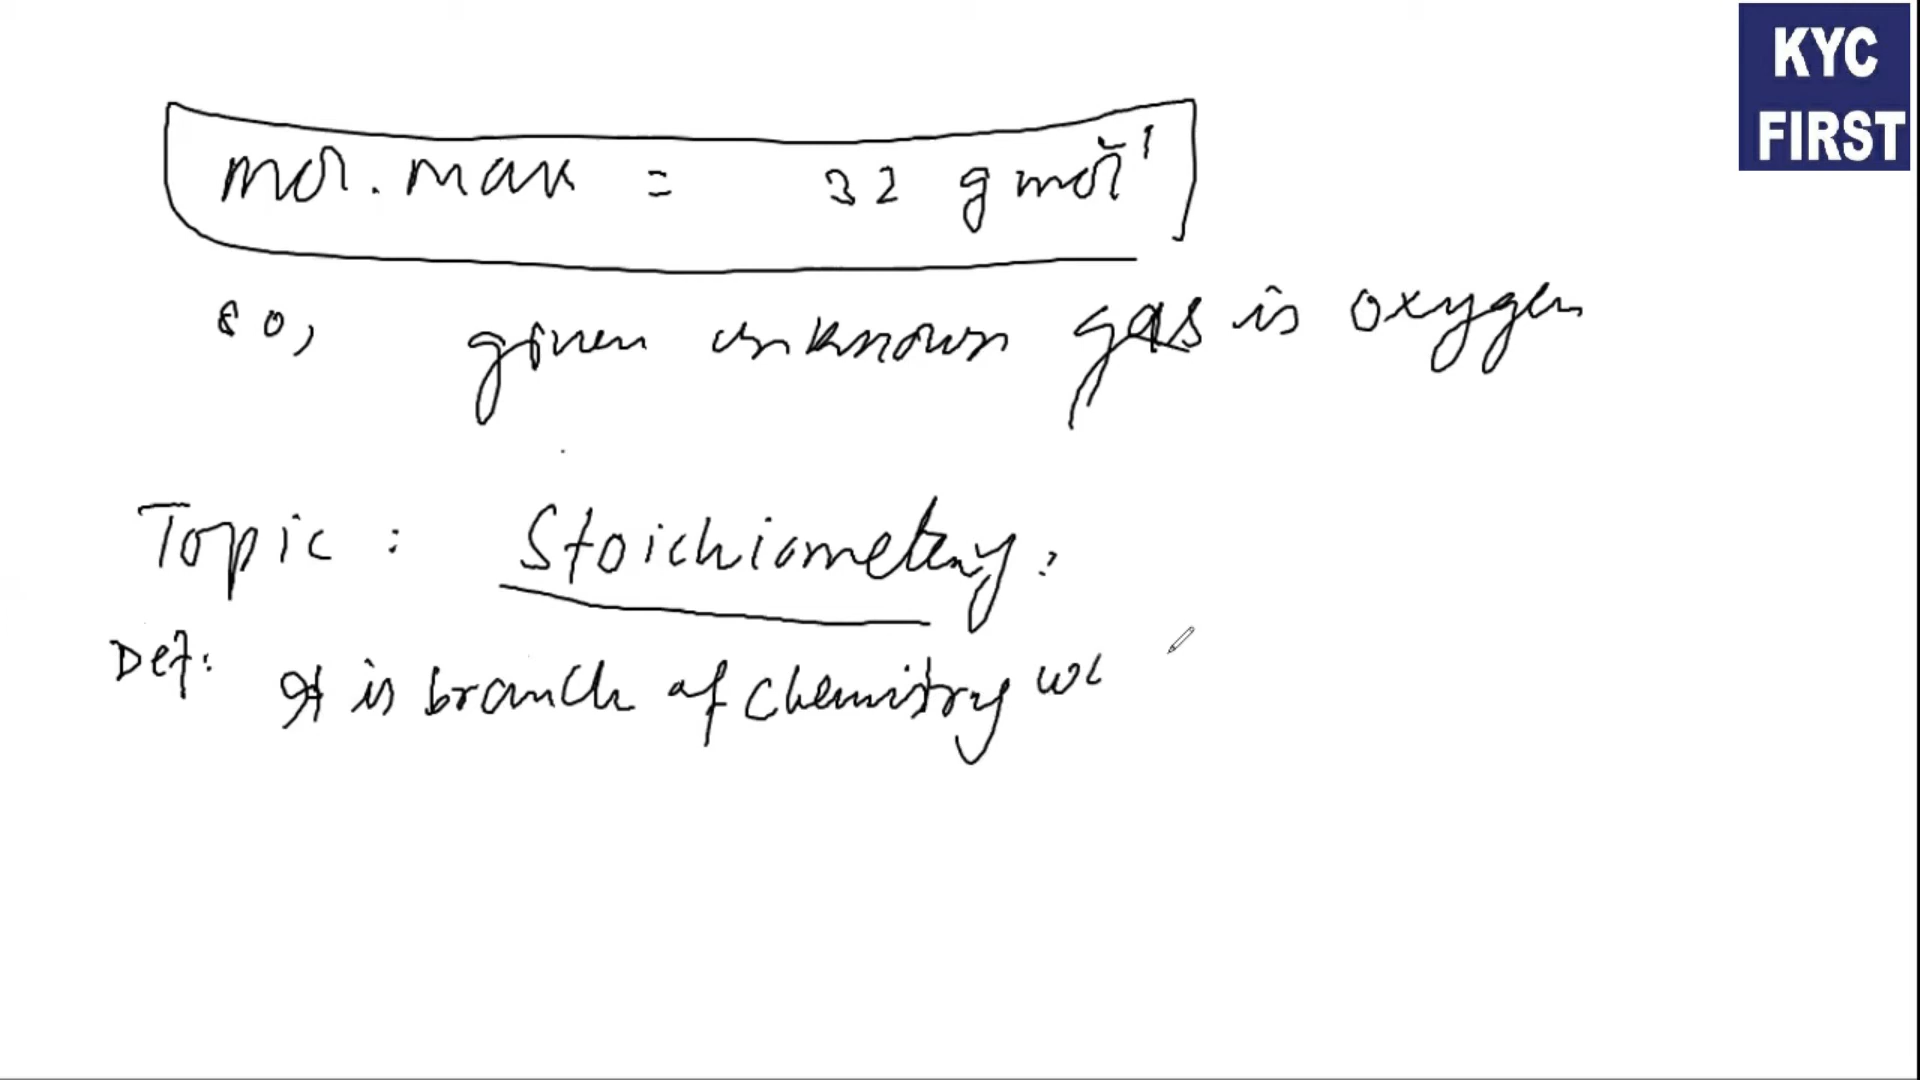 KYC
FIRST
mol. mass = 32 g mol⁻¹
so, given unknown gas is oxygen
Topic : Stoichiometry :
Def: It is branch of chemistry